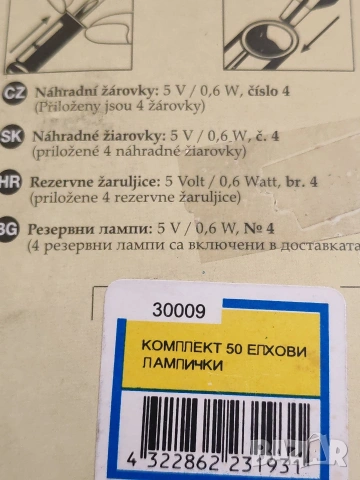 CZ Náhradní žárovky: 5 V / 0,6 W, číslo 4
(Přiloženy jsou 4 žárovky)
SK Náhradné žiarovky: 5 V / 0,6 W, č. 4
(priložené 4 náhradné žiarovky)
HR Rezervne žaruljice: 5 Volt / 0,6 Watt, br. 4
(priložene 4 rezervne žaruljice)
BG Резервни лампи: 5 V / 0,6 W, № 4
(4 резервни лампи са включени в доставката
30009
КОМПЛЕКТ 50 ЕЛХОВИ
ЛАМПИЧКИ
4 322862 231931
BAZAR